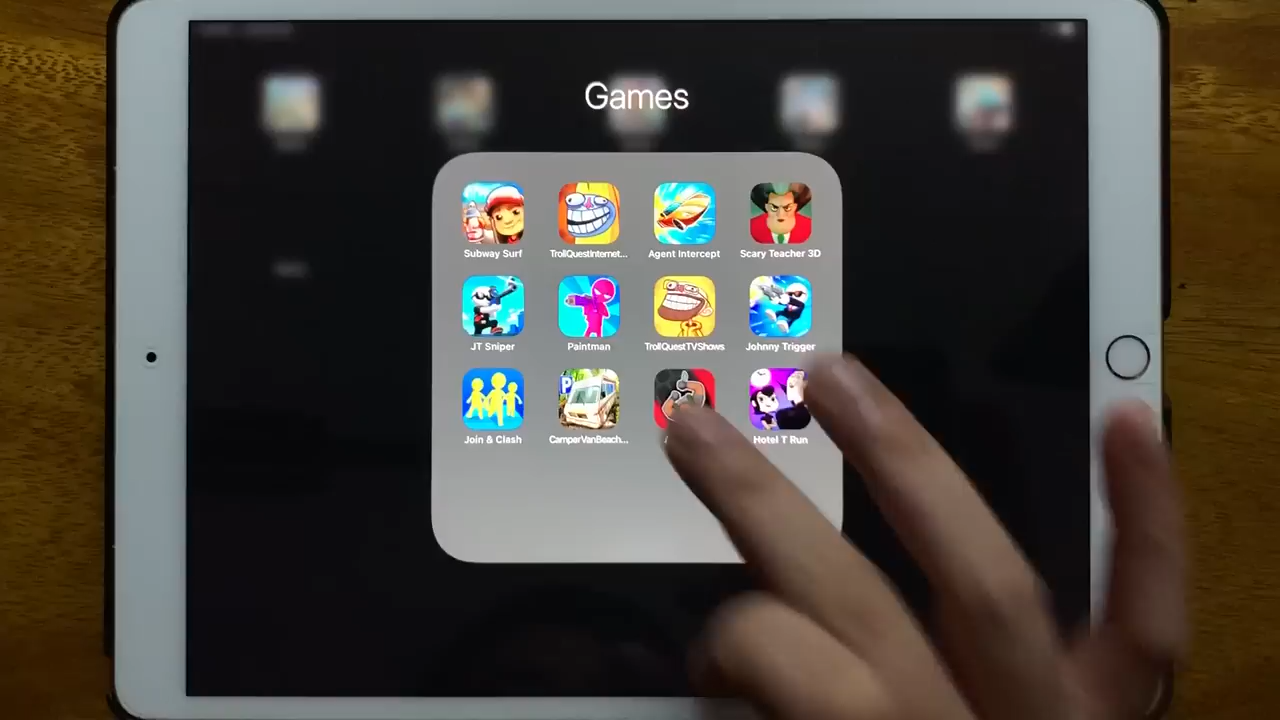 Games
Subway Surf
TrollQuestInternet...
Agent Intercept
Scary Teacher 3D
JT Sniper
Paintman
TrollQuestTVShows
Johnny Trigger
P
Join & Clash
CamperVanBeach...
Hotel T Run